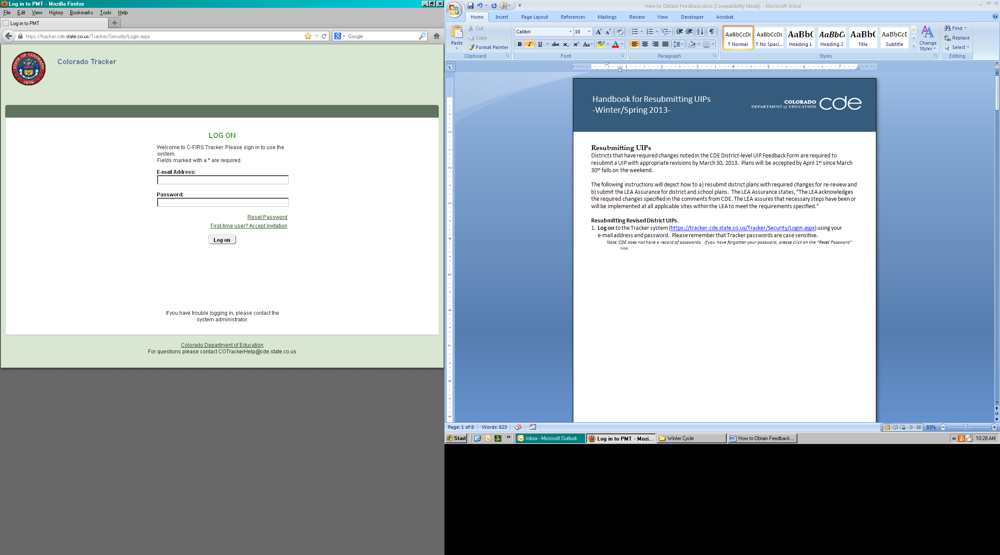 Log in to PMT - Mozilla Firefox
File Edit View History Bookmarks Tools Help
Log in to PMT
https://tracker.cde.state.co.us/Tracker/Security/Login.aspx
Google
STATE OF COLORADO
1876
Colorado Tracker
LOG ON
Welcome to C-FIRS Tracker. Please sign in to use the
system.
Fields marked with a * are required.
E-mail Address:
Password:
Reset Password
First-time user? Accept Invitation
Log on
If you have trouble logging in, please contact the
system administrator.
Colorado Department of Education
For questions please contact COTrackerHelp@cde.state.co.us
How to Obtain Feedback.docx [Compatibility Mode] - Microsoft Word
Home Insert Page Layout References Mailings Review View Developer Acrobat
Paste
Cut
Copy
Format Painter
Clipboard
Calibri 10
Font
Paragraph
AaBbCcDc AaBbCcDc AaBbC AaBbC AaBbC AaBbCcI
¶ Normal ¶ No Spaci... Heading 1 Heading 2 Title Subtitle
Change
Styles
Styles
Find
Replace
Select
Editing
1 2 3 4 5 6 7
1
2
3
4
5
6
7
8
9
Handbook for Resubmitting UIPs
-Winter/Spring 2013-
COLORADO
DEPARTMENT of EDUCATION
cde
Resubmitting UIPs
Districts that have required changes noted in the CDE District-level UIP Feedback Form are required to
resubmit a UIP with appropriate revisions by March 30, 2013. Plans will be accepted by April 1st since March
30th falls on the weekend.
The following instructions will depict how to a) resubmit district plans with required changes for re-review and
b) submit the LEA Assurance for district and school plans. The LEA Assurance states, “The LEA acknowledges
the required changes specified in the comments from CDE. The LEA assures that necessary steps have been or
will be implemented at all applicable sites within the LEA to meet the requirements specified.”
Resubmitting Revised District UIPs.
1. Log on to the Tracker system (https://tracker.cde.state.co.us/Tracker/Security/Login.aspx) using your
e-mail address and password. Please remember that Tracker passwords are case sensitive.
Note: CDE does not have a record of passwords. If you have forgotten your password, please click on the “Reset Password”
link.
Page: 1 of 8 Words: 823
85%
Start
Inbox - Microsoft Outlook
Log in to PMT - Mozi...
Winter Cycle
How to Obtain Feedback....
10:28 AM